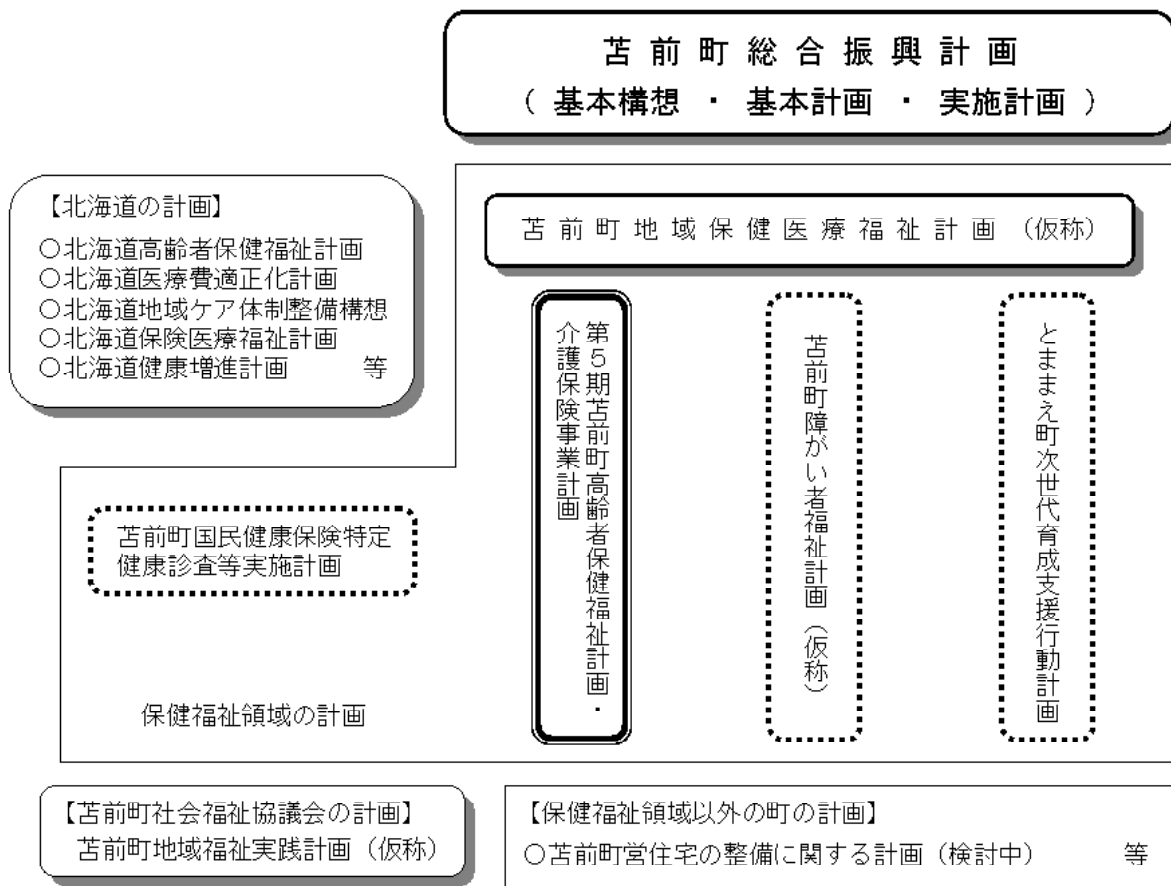 苫前町総合振興計画
（基本構想・基本計画・実施計画）
【北海道の計画】
○北海道高齢者保健福祉計画
○北海道医療費適正化計画
○北海道地域ケア体制整備構想
○北海道保険医療福祉計画
○北海道健康増進計画　等
苫前町地域保健医療福祉計画（仮称）
第５期苫前町高齢者保健福祉計画・
介護保険事業計画
苫前町障がい者福祉計画（仮称）
とままえ町次世代育成支援行動計画
苫前町国民健康保険特定
健康診査等実施計画
保健福祉領域の計画
【苫前町社会福祉協議会の計画】
苫前町地域福祉実践計画（仮称）
【保健福祉領域以外の町の計画】
○苫前町営住宅の整備に関する計画（検討中）　等